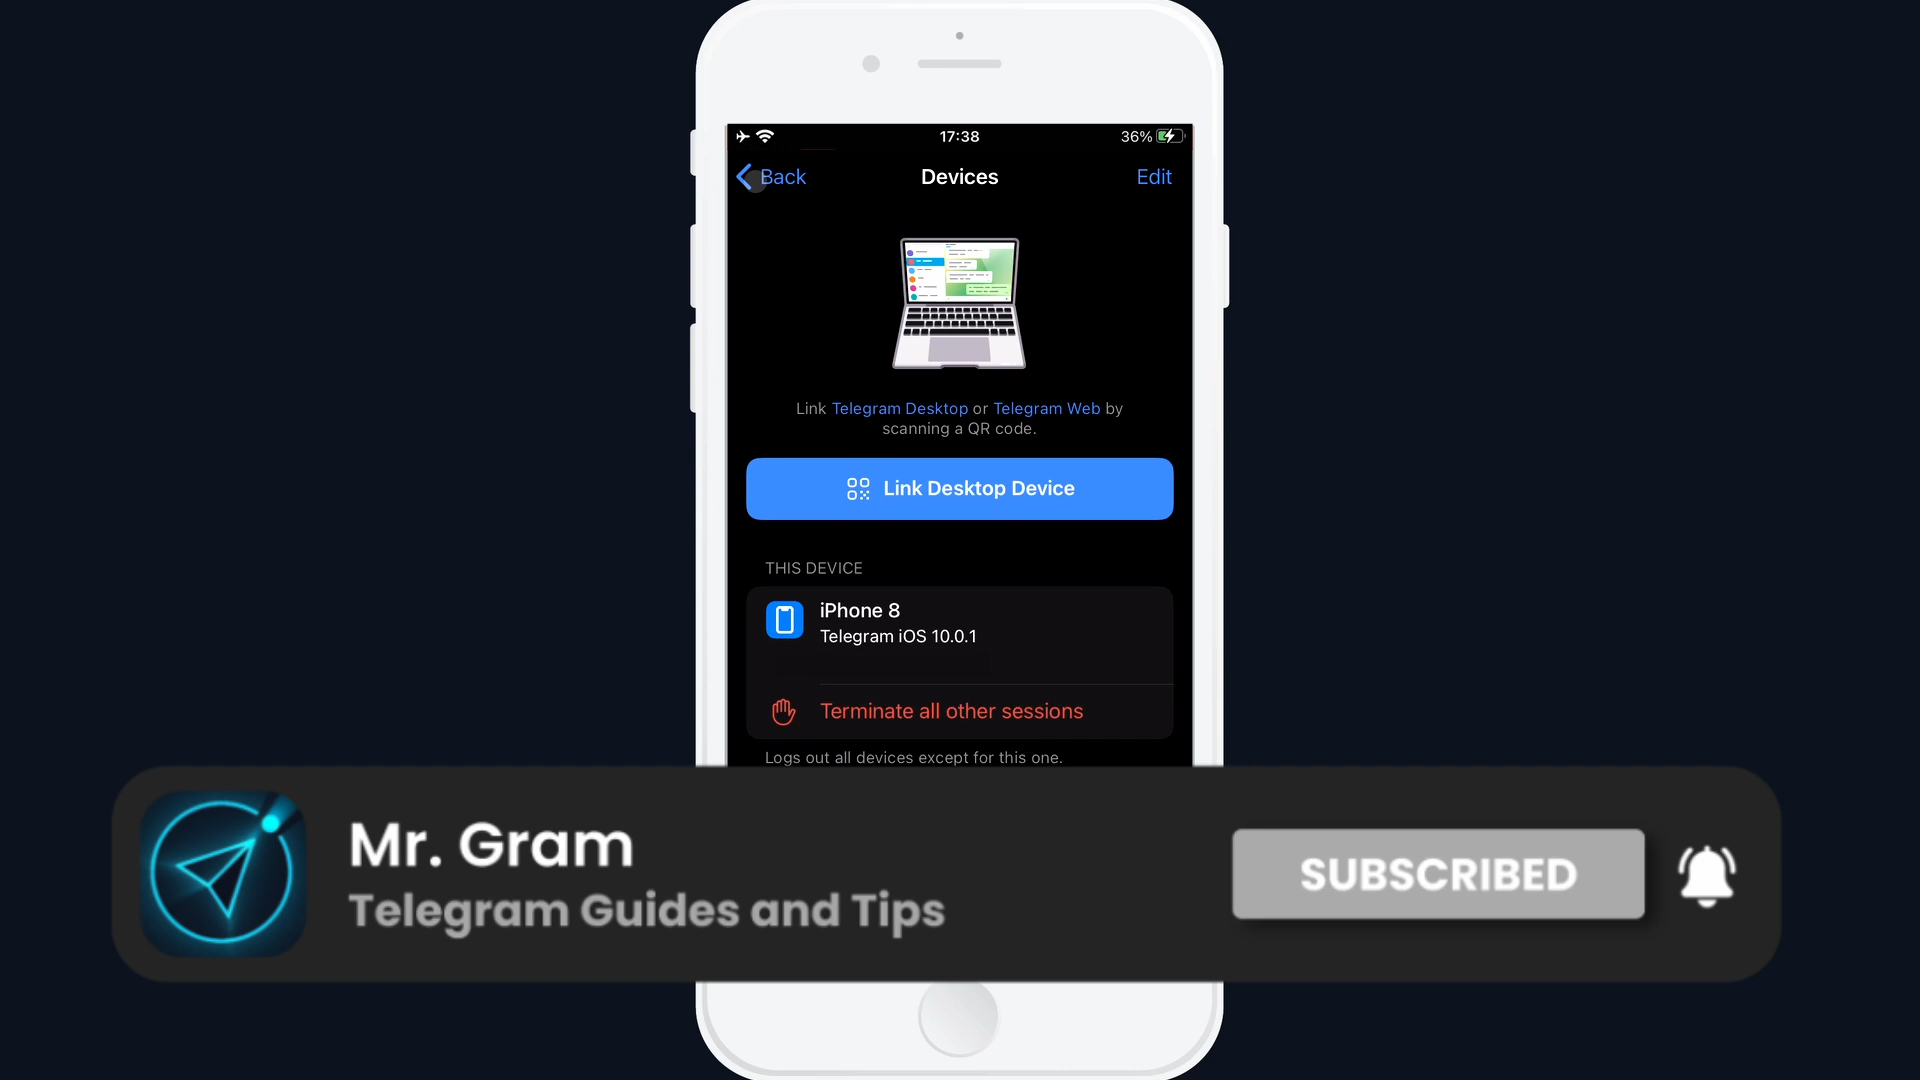 17:38
36%
Back
Devices
Edit
Link Telegram Desktop or Telegram Web by
scanning a QR code.
Link Desktop Device
THIS DEVICE
iPhone 8
Telegram iOS 10.0.1
Terminate all other sessions
Logs out all devices except for this one.
Mr. Gram
Telegram Guides and Tips
SUBSCRIBED